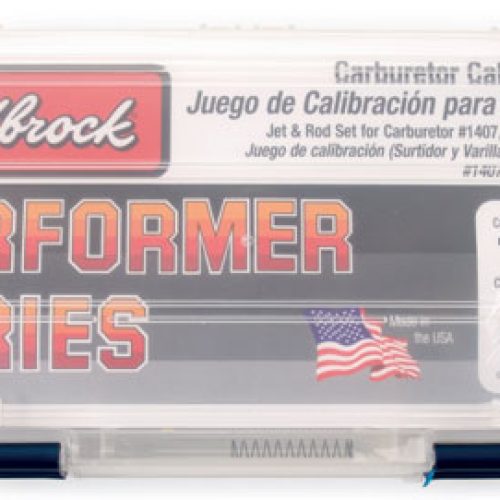 lbrock
Carburetor Cal
Juego de Calibración para
Jet & Rod Set for Carburetor #1407
Juego de calibración (Surtidor y Varilla
#1407
RFORMER
RIES
Made in
the USA